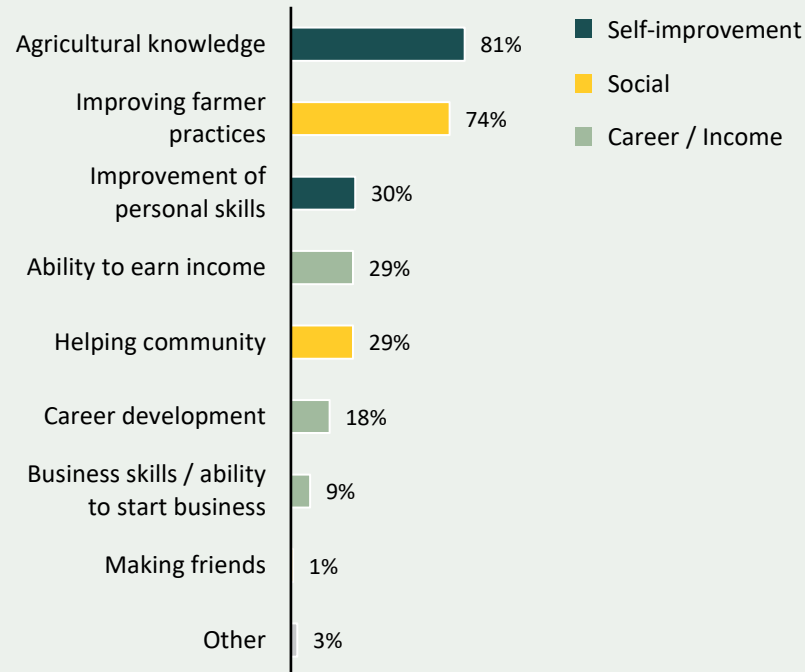 Agricultural knowledge
81%
Self-improvement
Social
Career / Income
Improving farmer
practices
74%
Improvement of
personal skills
30%
Ability to earn income
29%
Helping community
29%
Career development
18%
Business skills / ability
to start business
9%
Making friends
1%
Other
3%